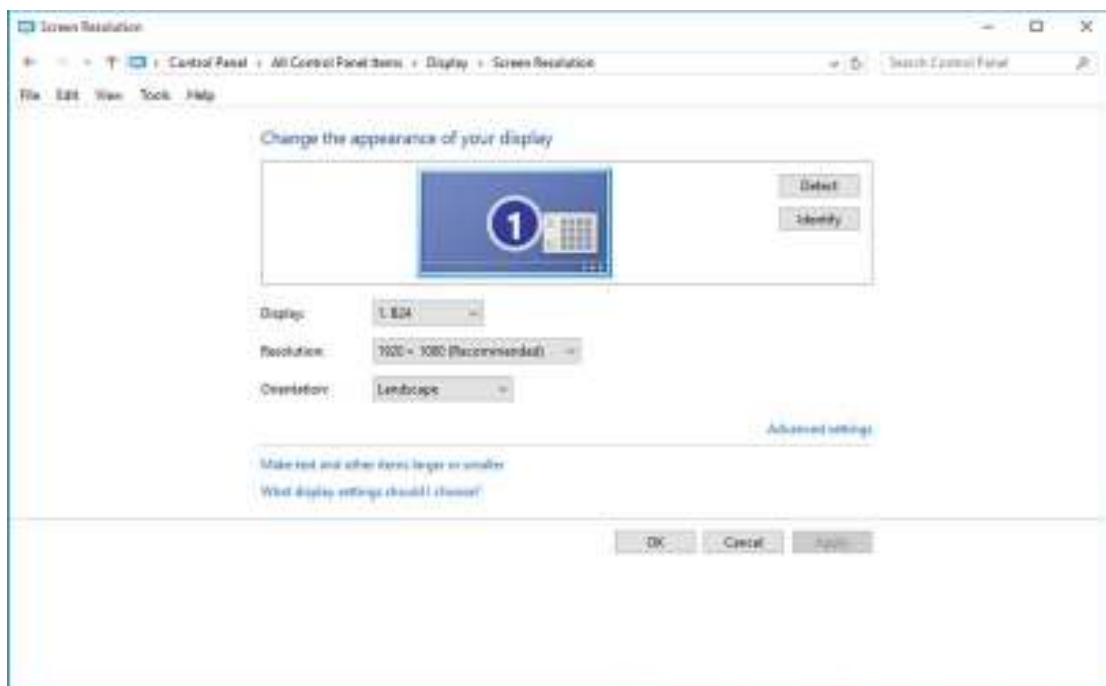 Screen Resolution
Control Panel › All Control Panel Items › Display › Screen Resolution
Search Control Panel
File Edit View Tools Help
Change the appearance of your display
1
Detect
Identify
Display: 1. B24
Resolution: 1920 × 1080 (Recommended)
Orientation: Landscape
Advanced settings
Make text and other items larger or smaller
What display settings should I choose?
OK Cancel Apply